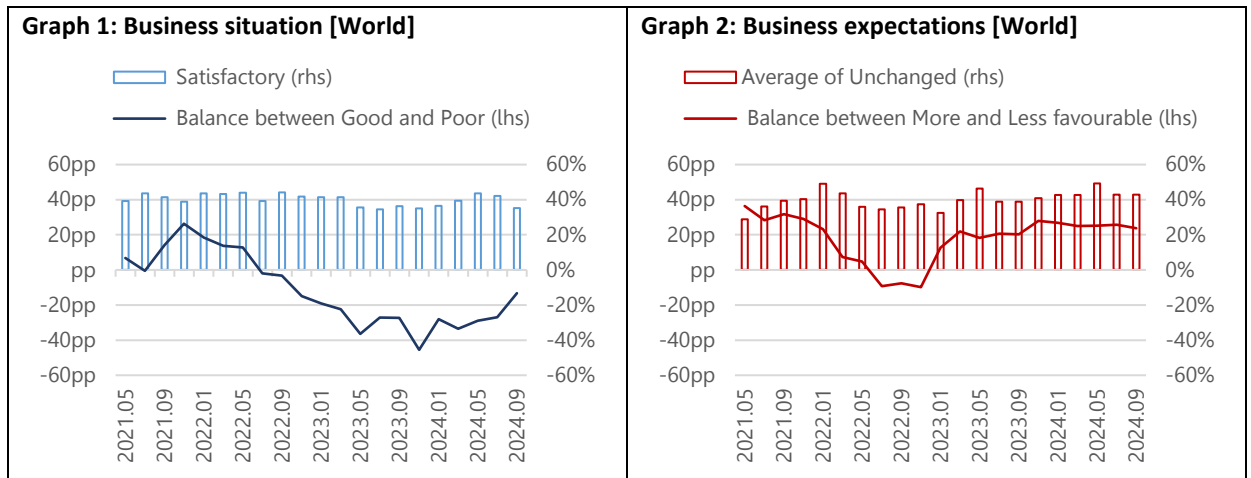 Graph 1: Business situation [World]
Satisfactory (rhs)
Balance between Good and Poor (lhs)
60pp
40pp
20pp
pp
-20pp
-40pp
-60pp
60%
40%
20%
0%
-20%
-40%
-60%
2021.05
2021.09
2022.01
2022.05
2022.09
2023.01
2023.05
2023.09
2024.01
2024.05
2024.09
Graph 2: Business expectations [World]
Average of Unchanged (rhs)
Balance between More and Less favourable (lhs)
60pp
40pp
20pp
pp
-20pp
-40pp
-60pp
60%
40%
20%
0%
-20%
-40%
-60%
2021.05
2021.09
2022.01
2022.05
2022.09
2023.01
2023.05
2023.09
2024.01
2024.05
2024.09